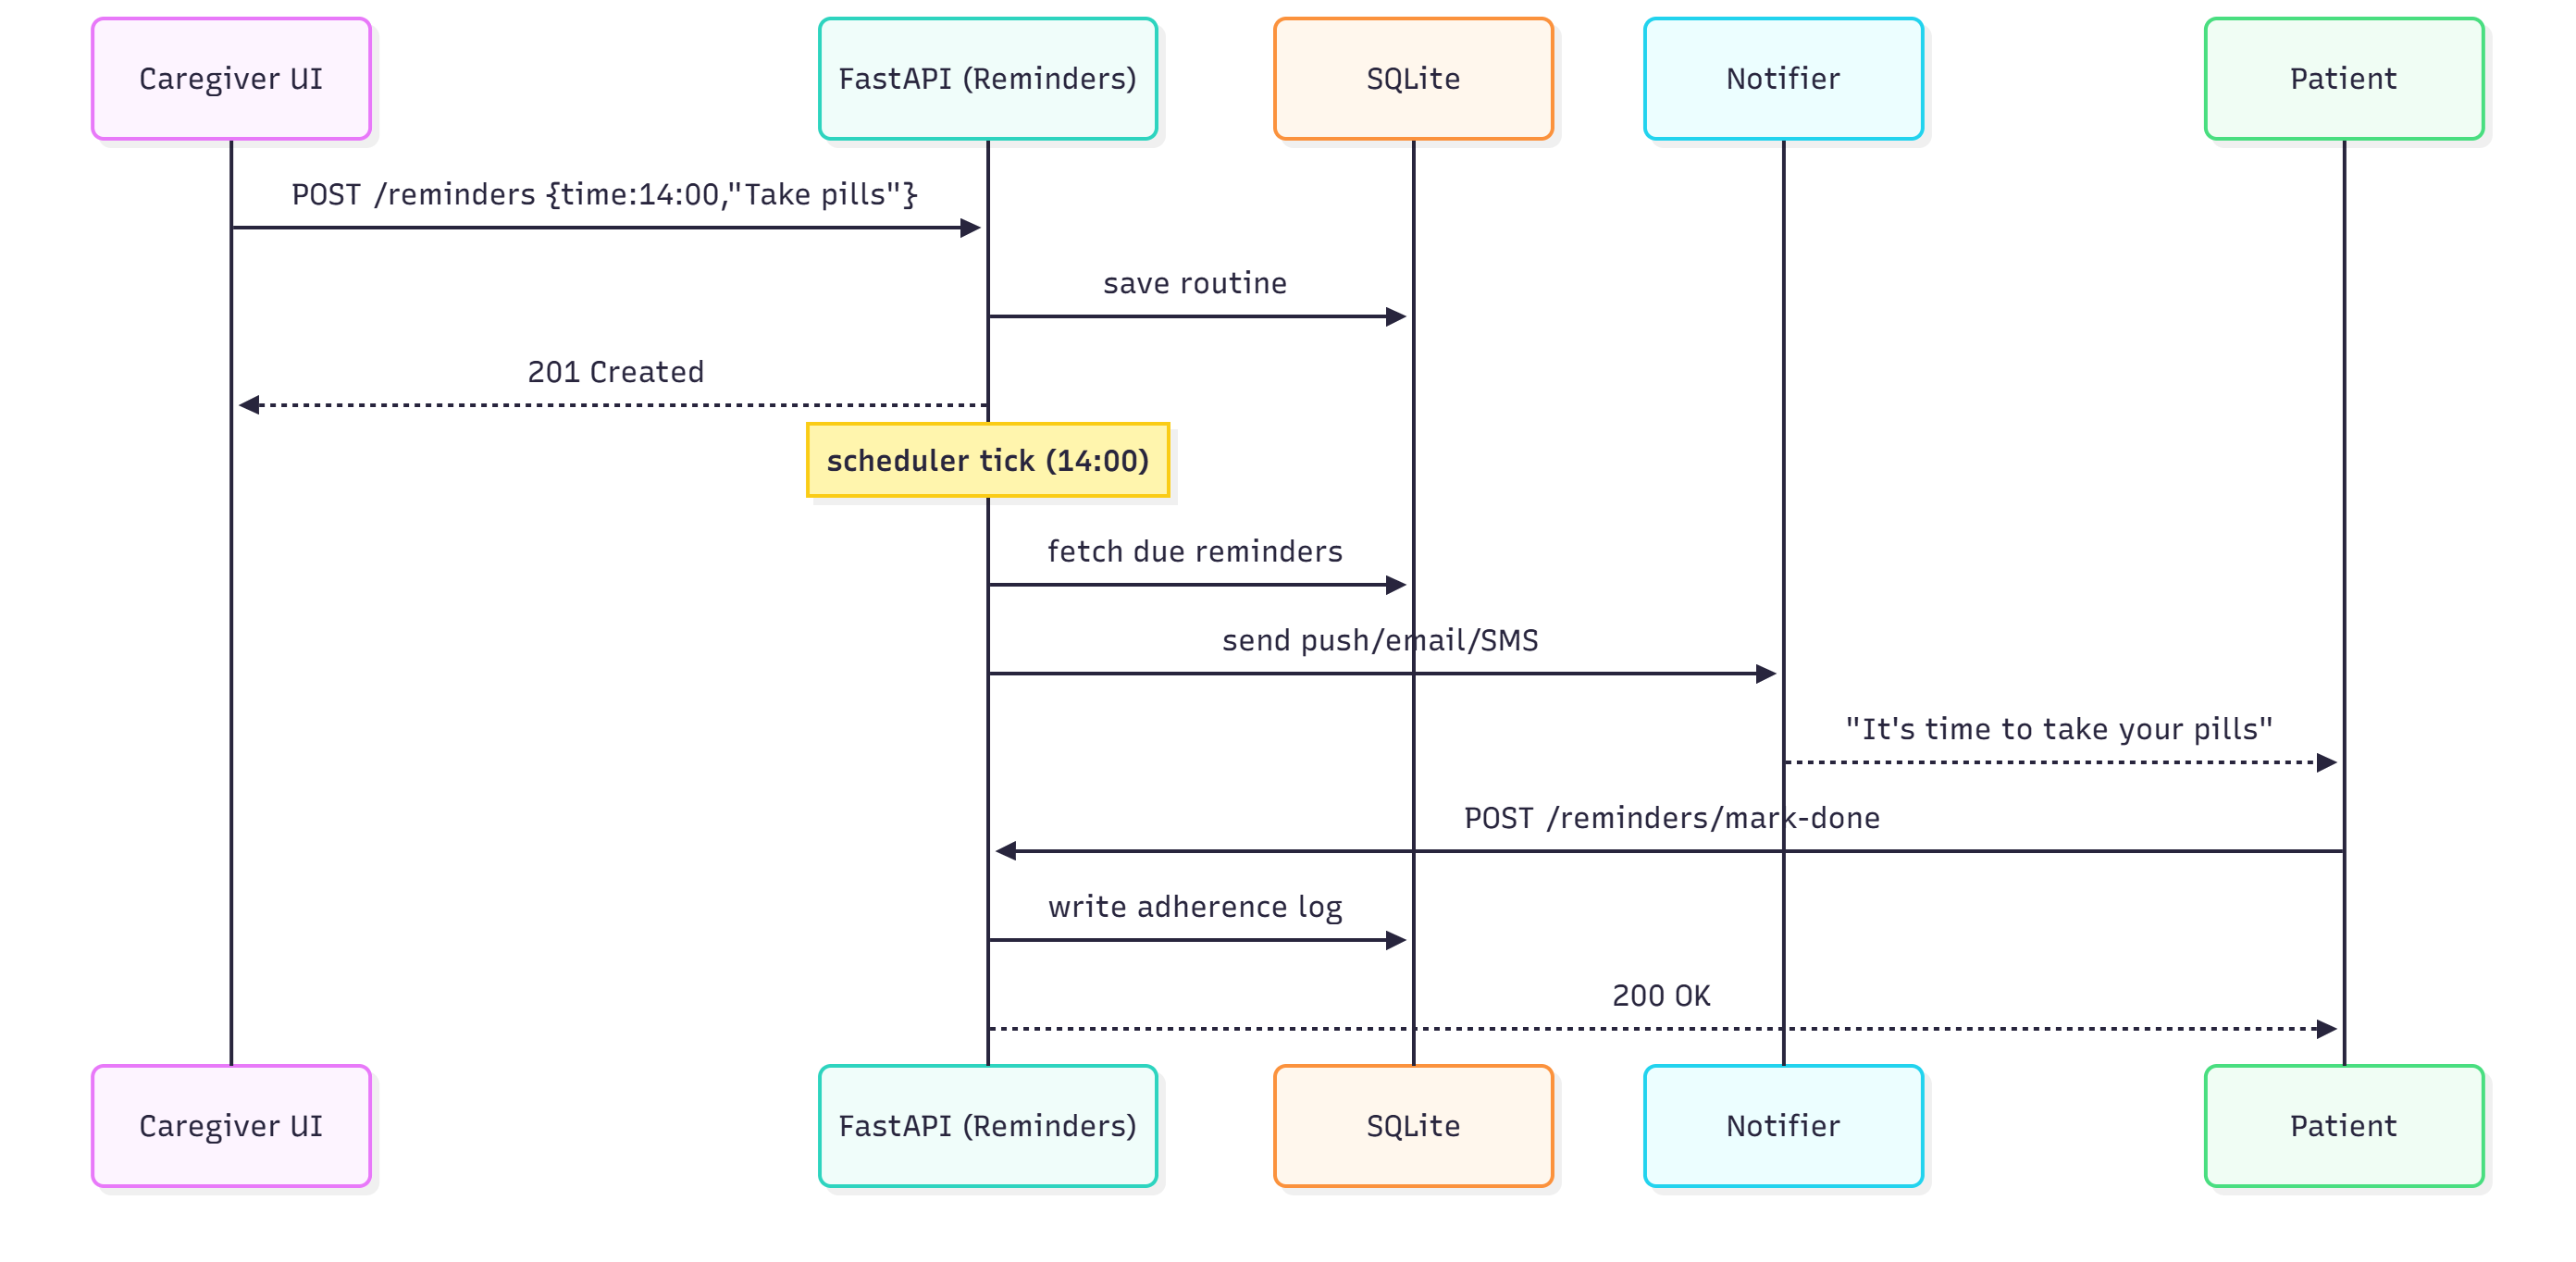 Caregiver UI
FastAPI (Reminders)
SQLite
Notifier
Patient
POST /reminders {time:14:00,"Take pills"}
save routine
201 Created
scheduler tick (14:00)
fetch due reminders
send push/email/SMS
"It's time to take your pills"
POST /reminders/mark-done
write adherence log
200 OK
Caregiver UI
FastAPI (Reminders)
SQLite
Notifier
Patient